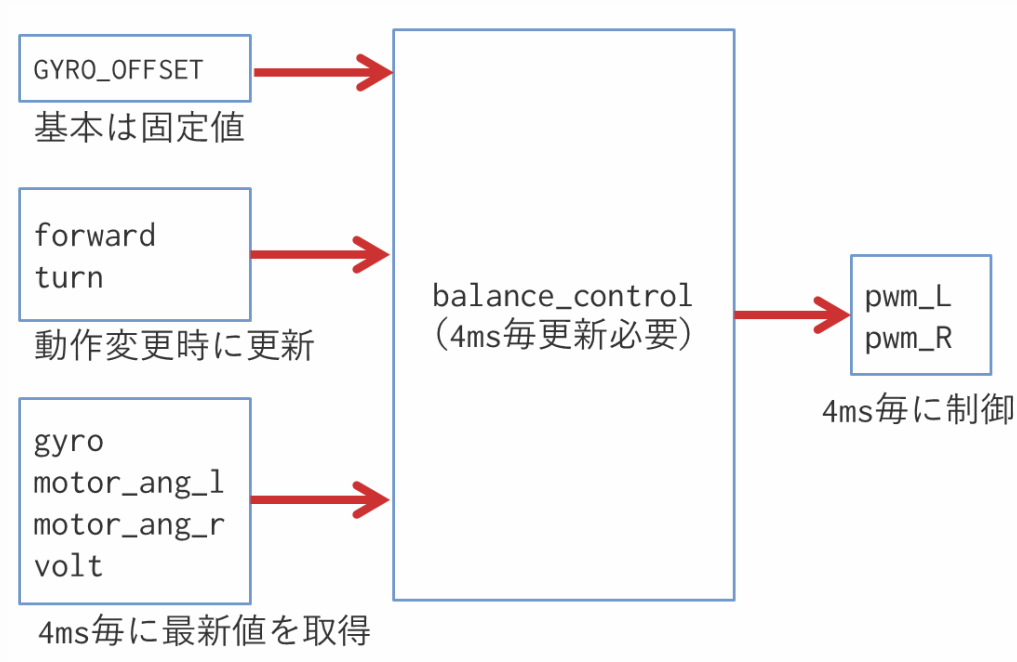 GYRO_OFFSET
基本は固定値
forward
turn
動作変更時に更新
gyro
motor_ang_l
motor_ang_r
volt
4ms毎に最新値を取得
balance_control
（4ms毎更新必要）
pwm_L
pwm_R
4ms毎に制御